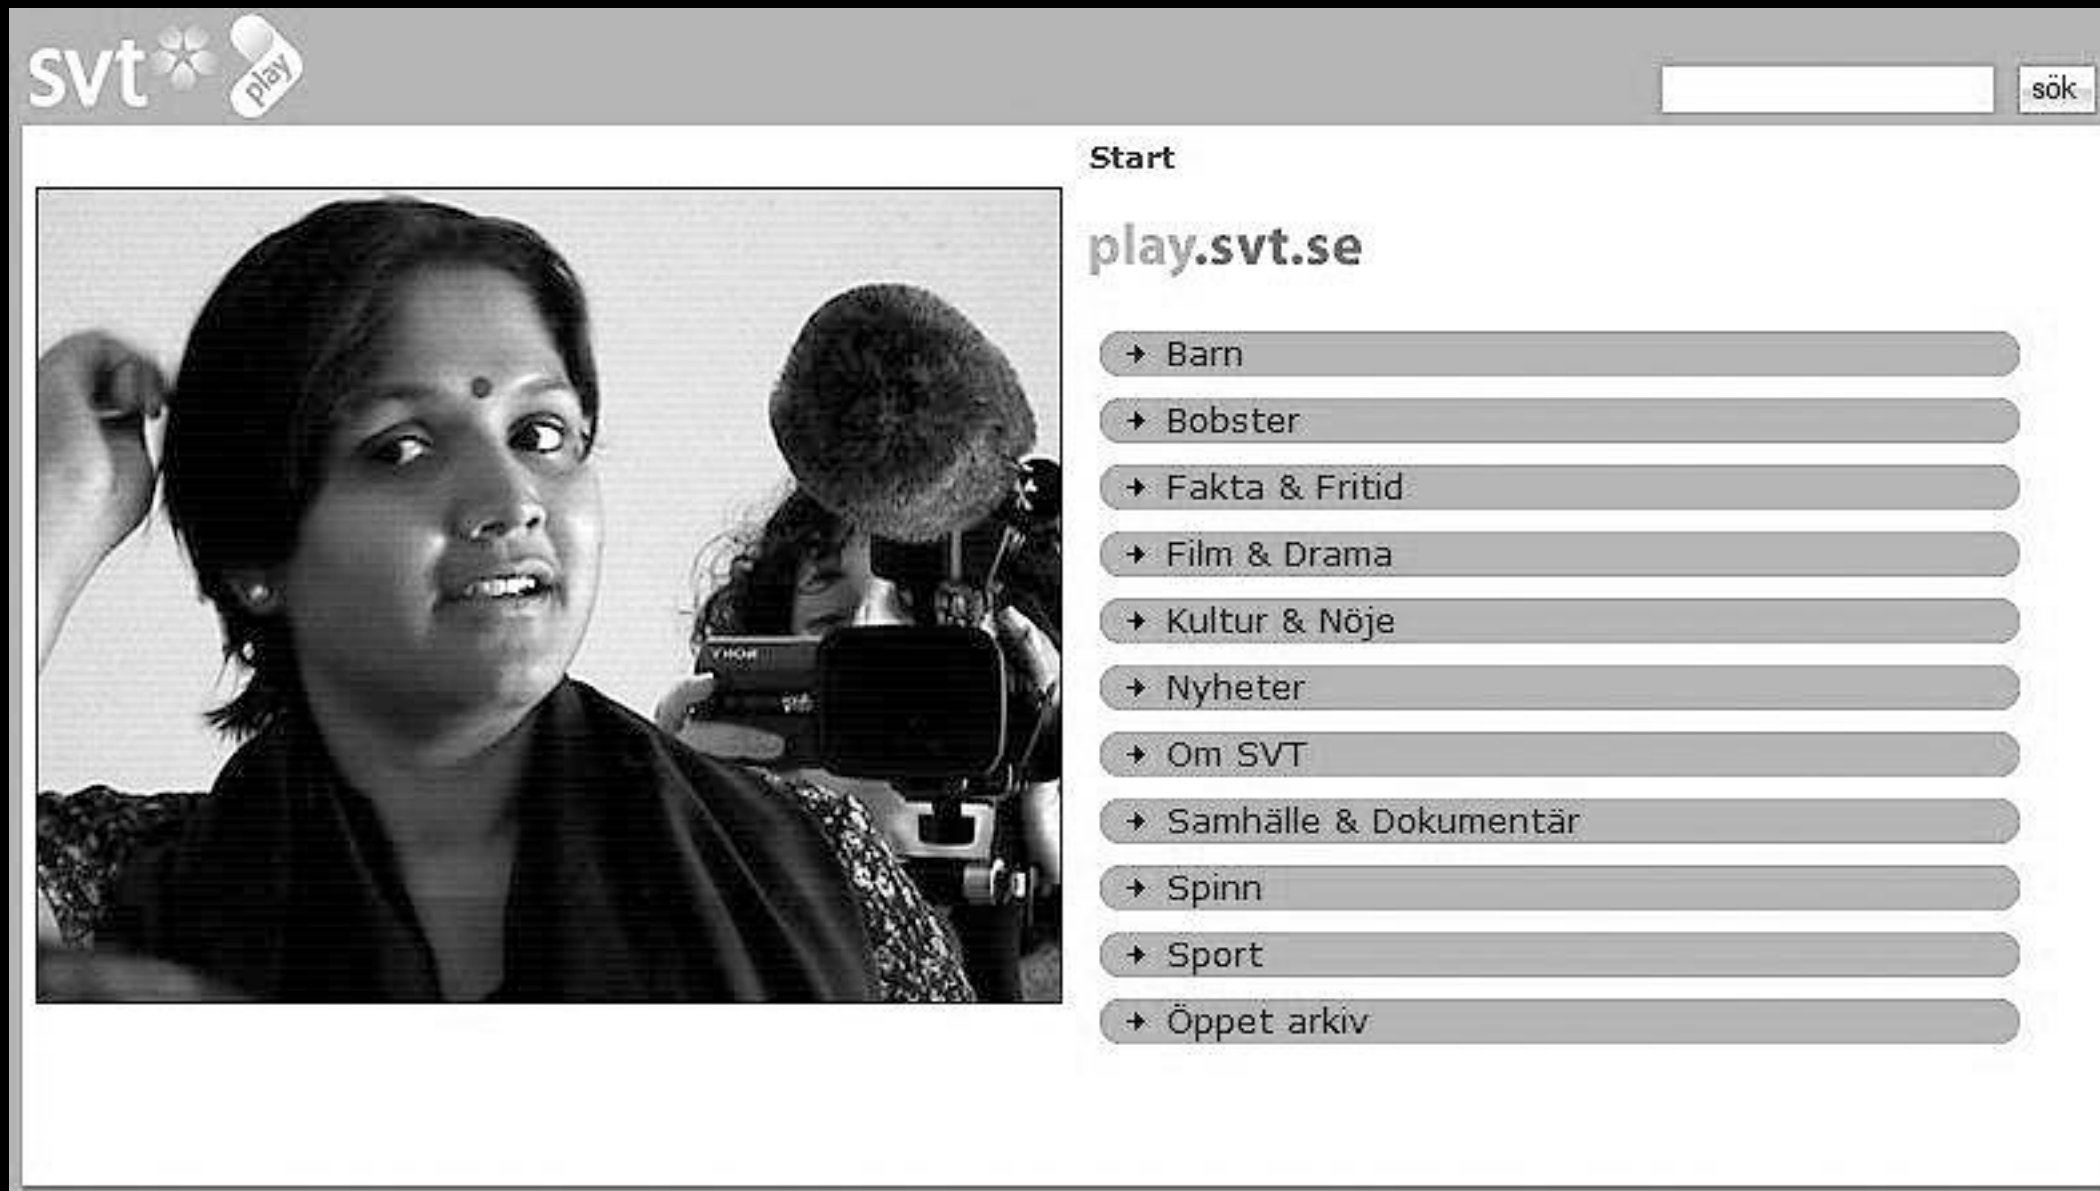 svt play
sök
Start
play.svt.se
Barn
Bobster
Fakta & Fritid
Film & Drama
Kultur & Nöje
Nyheter
Om SVT
Samhälle & Dokumentär
Spinn
Sport
Öppet arkiv